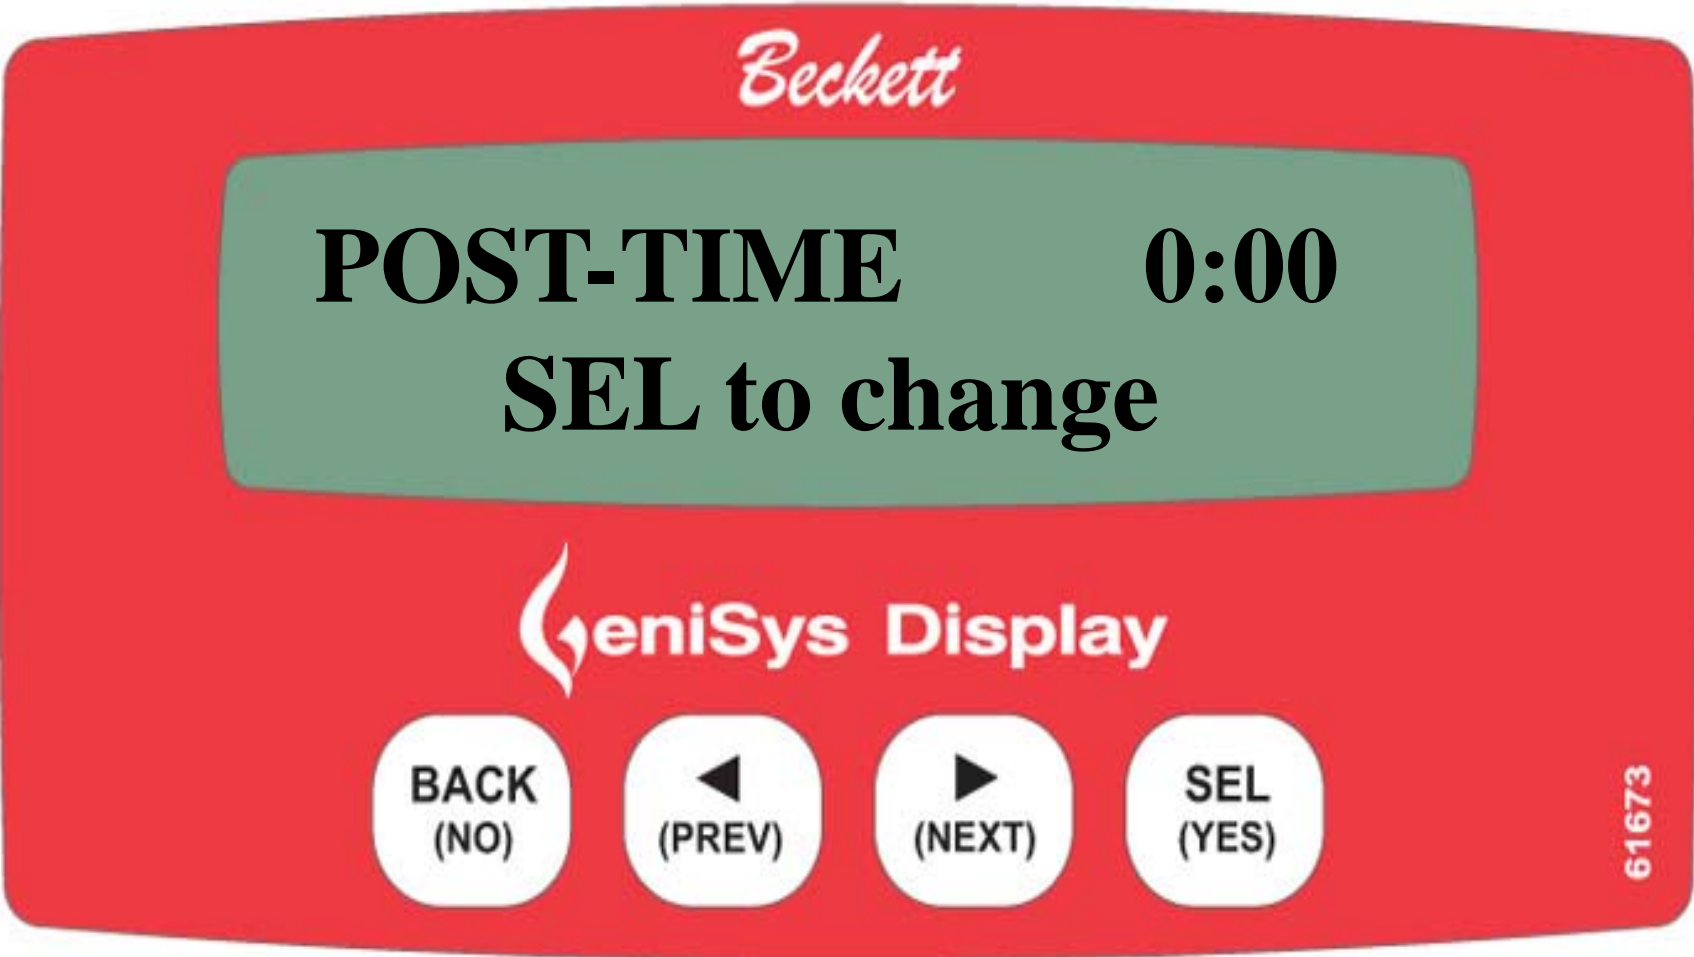 Beckett
POST-TIME 0:00
SEL to change
GeniSys Display
BACK
(NO)
◀
(PREV)
▶
(NEXT)
SEL
(YES)
61673